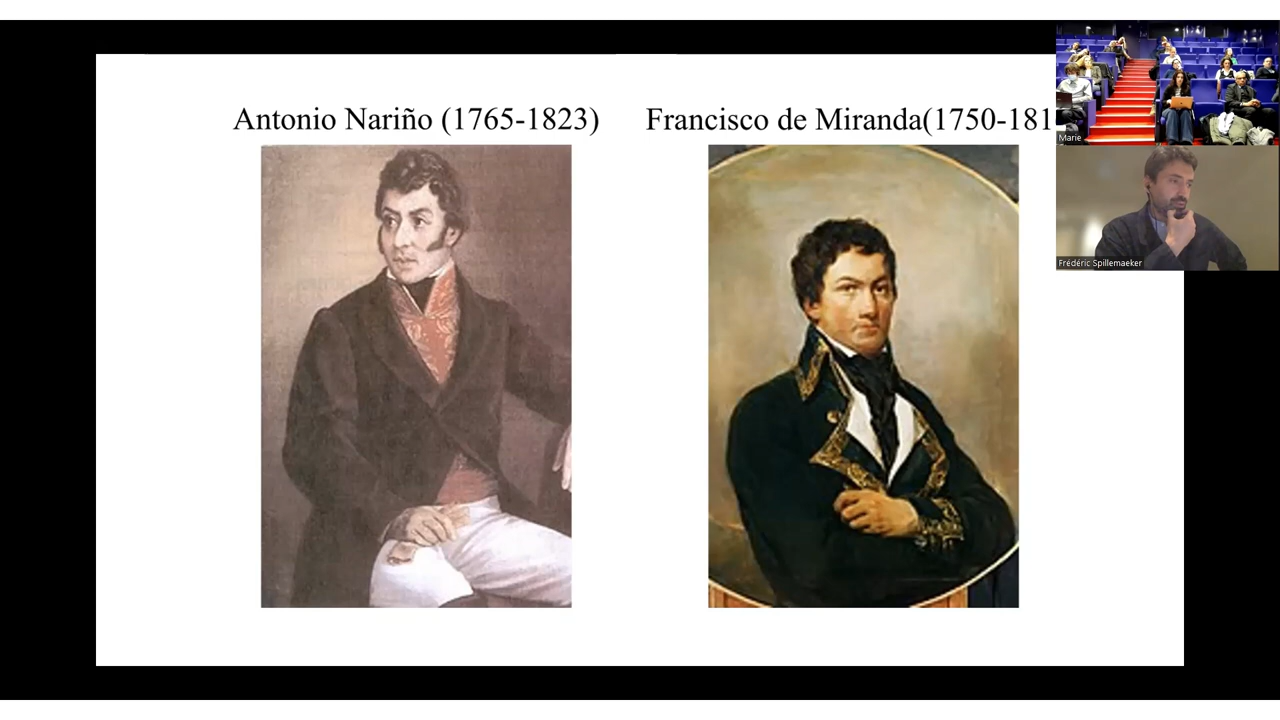 Antonio Nariño (1765-1823)
Francisco de Miranda(1750-181
Marie
Frédéric Spillemaeker